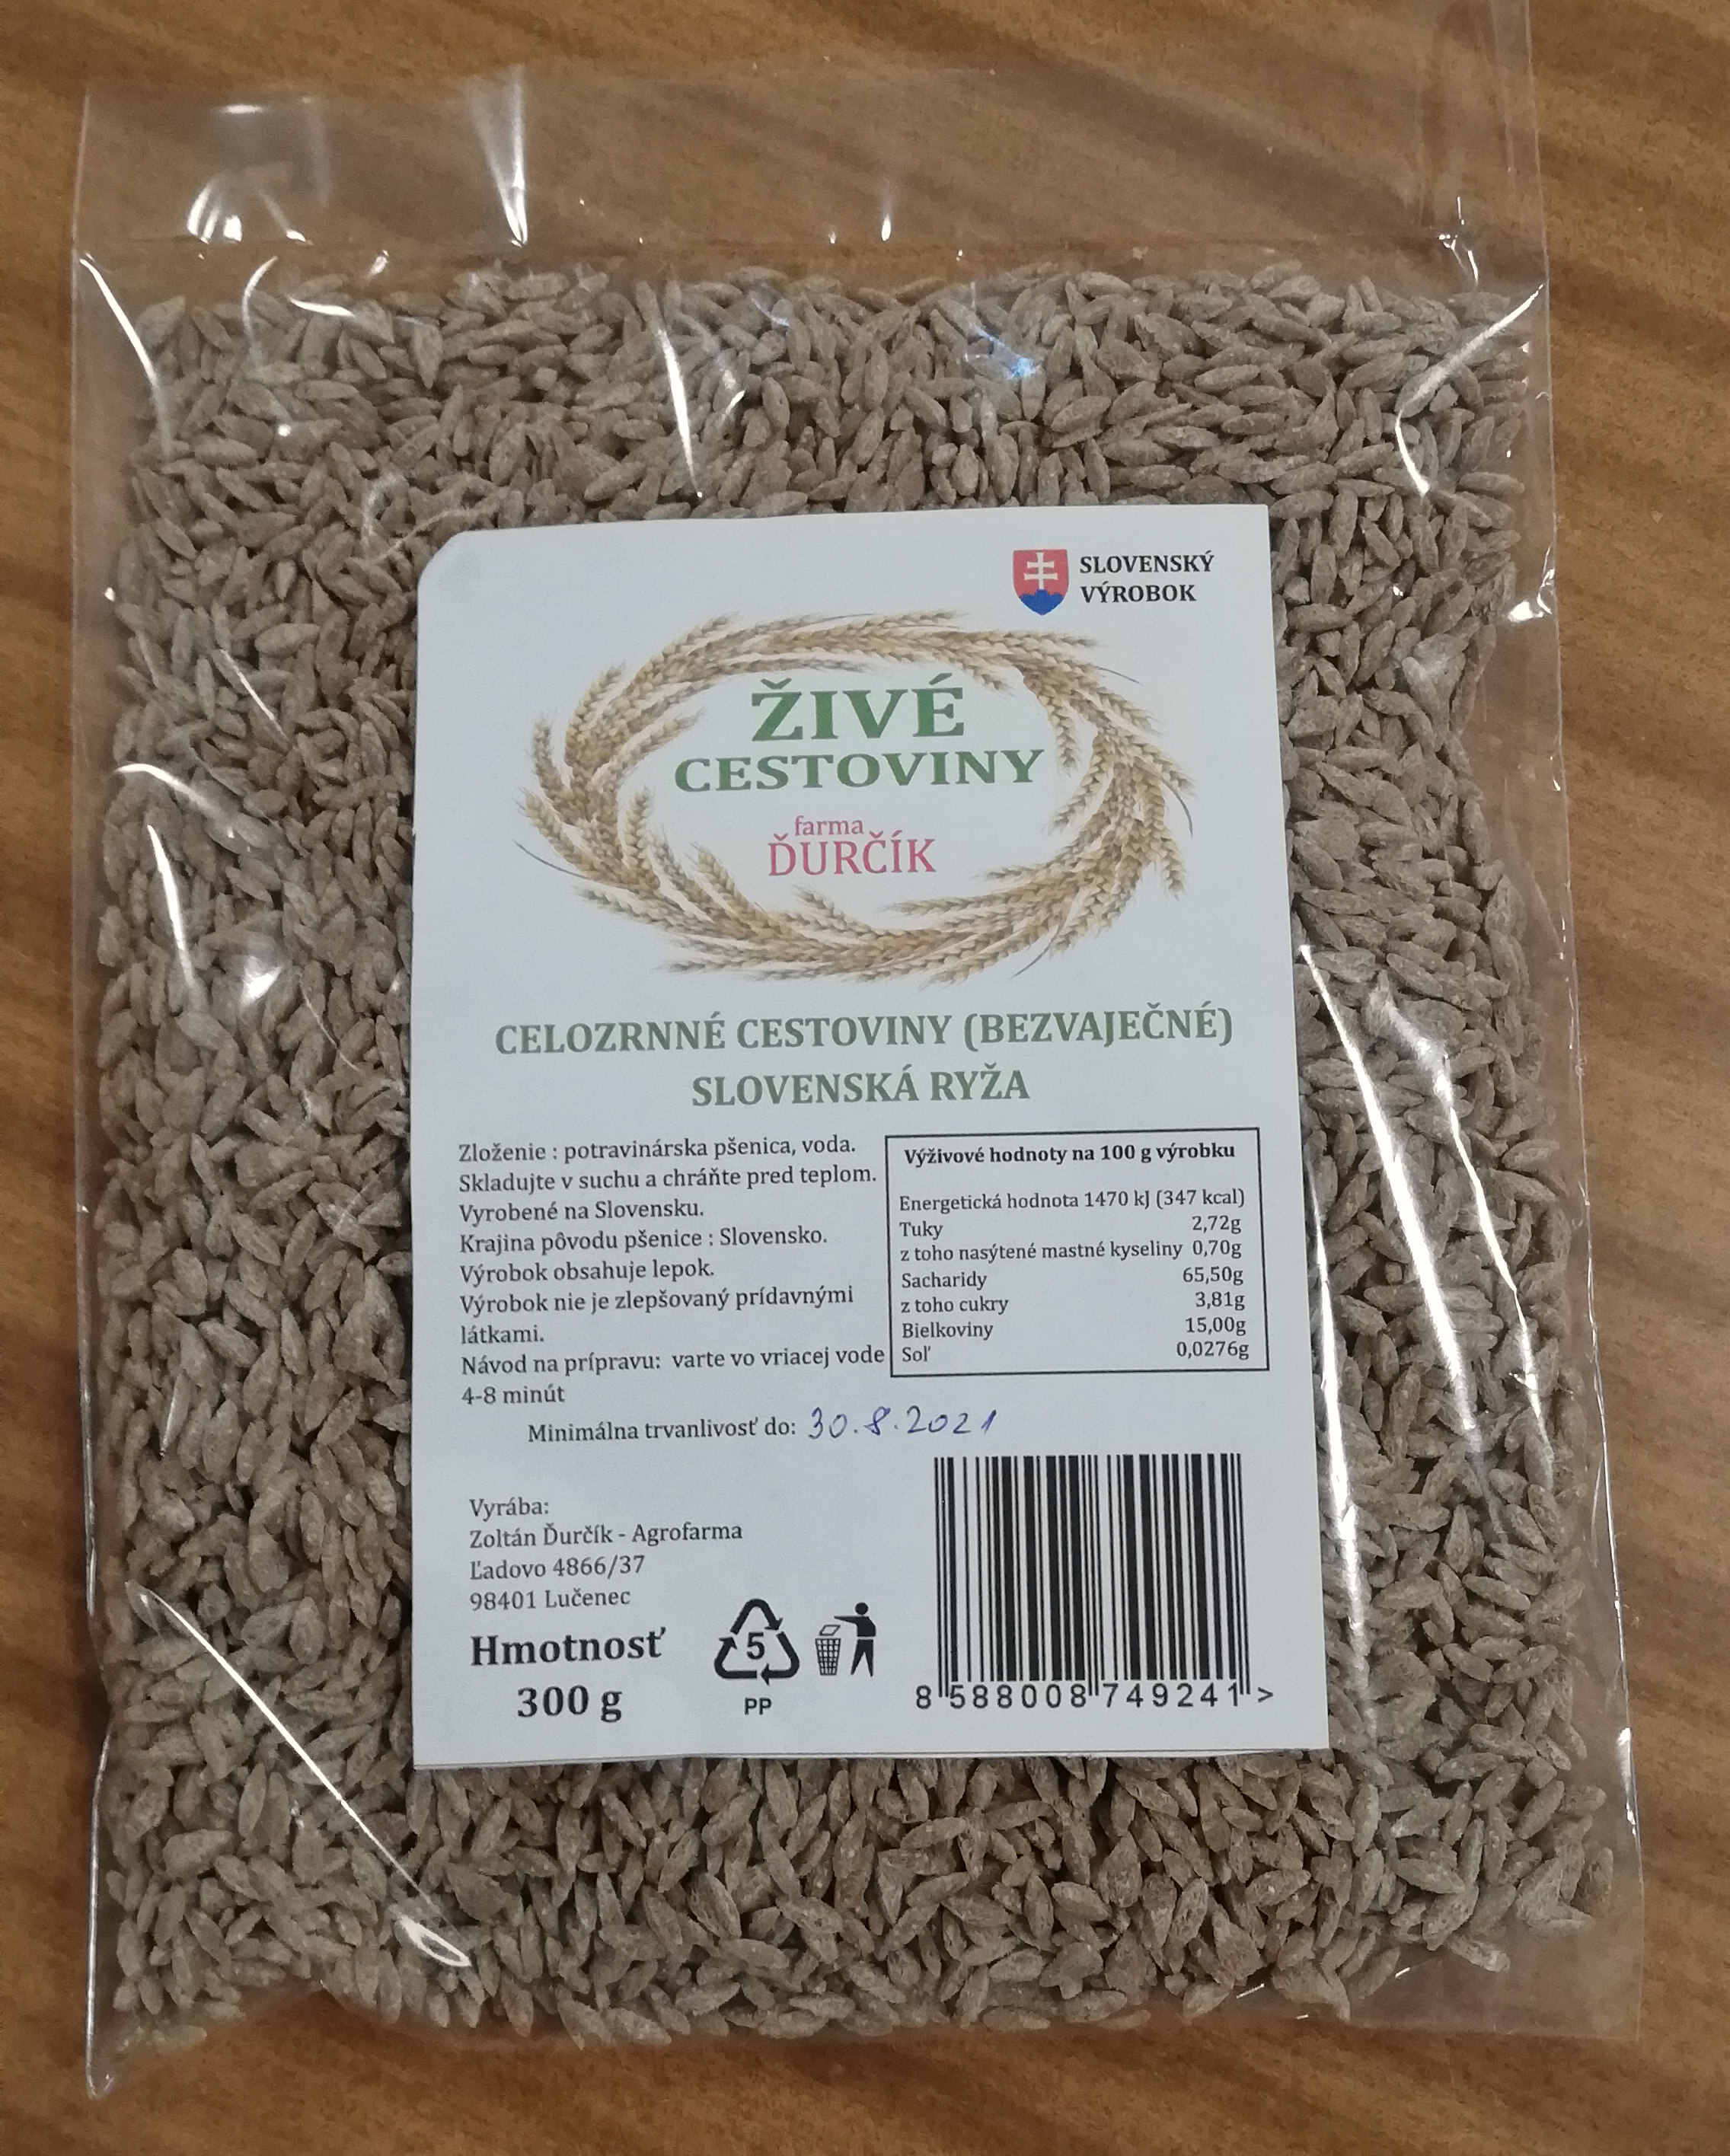 SLOVENSKÝ
VÝROBOK
ŽIVÉ
CESTOVINY
farma
ĎURČÍK
CELOZRNNÉ CESTOVINY (BEZVAJEČNÉ)
SLOVENSKÁ RYŽA
Zloženie : potravinárska pšenica, voda.
Skladujte v suchu a chráňte pred teplom.
Vyrobené na Slovensku.
Krajina pôvodu pšenice : Slovensko.
Výrobok obsahuje lepok.
Výrobok nie je zlepšovaný prídavnými
látkami.
Návod na prípravu: varte vo vriacej vode
4-8 minút
Výživové hodnoty na 100 g výrobku
Energetická hodnota 1470 kJ (347 kcal)
Tuky 2,72g
z toho nasýtené mastné kyseliny 0,70g
Sacharidy 65,50g
z toho cukry 3,81g
Bielkoviny 15,00g
Soľ 0,0276g
Minimálna trvanlivosť do: 30.8.2021
Vyrába:
Zoltán Ďurčík - Agrofarma
Ľadovo 4866/37
98401 Lučenec
Hmotnosť
300 g
5
PP
8 588008 749241 >